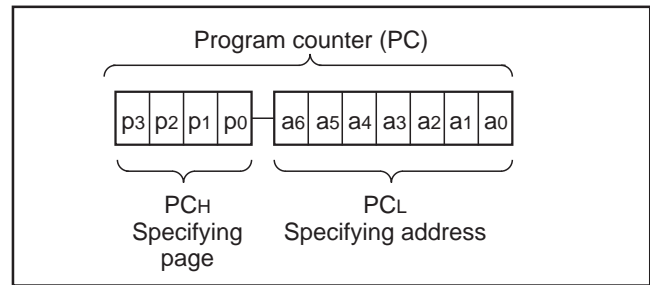 Program counter (PC)
p3 p2 p1 p0 a6 a5 a4 a3 a2 a1 a0
PCH PCL
Specifying page Specifying address